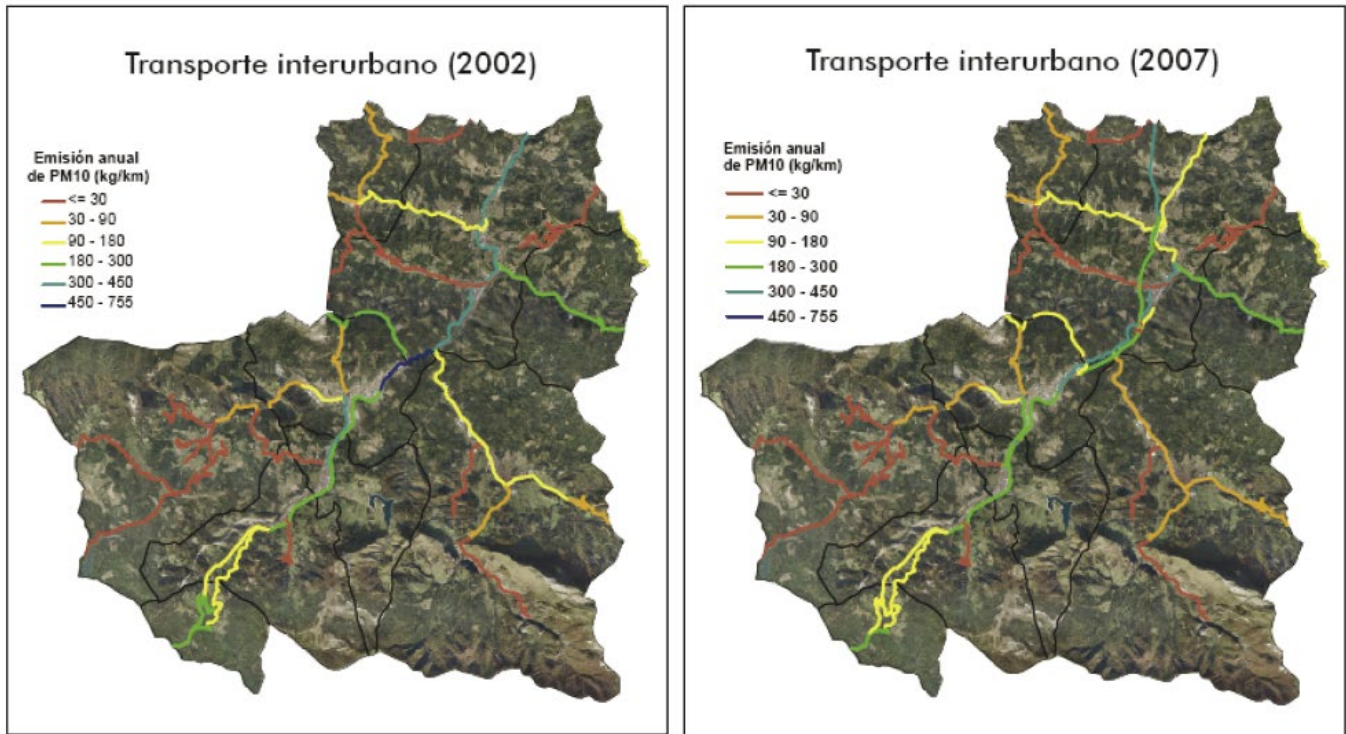 Transporte interurbano (2002)
Emisión anual
de PM10 (kg/km)
<= 30
30 - 90
90 - 180
180 - 300
300 - 450
450 - 755
Transporte interurbano (2007)
Emisión anual
de PM10 (kg/km)
<= 30
30 - 90
90 - 180
180 - 300
300 - 450
450 - 755